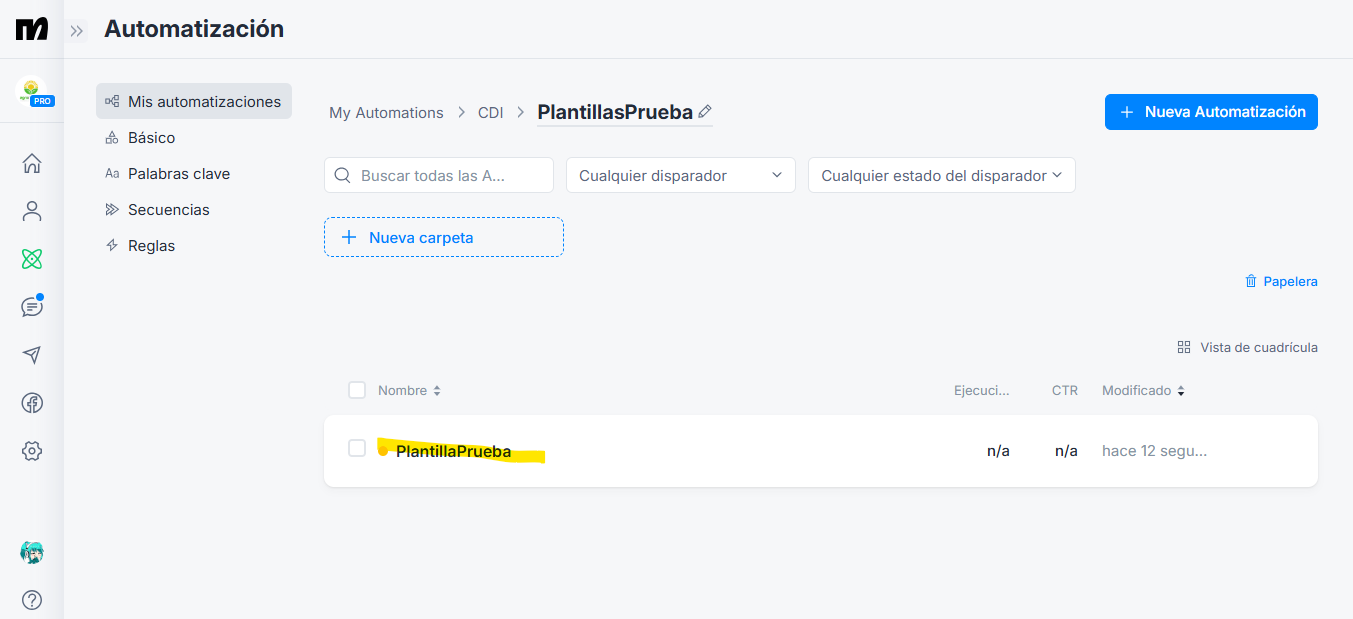 Automatización
PRO
Mis automatizaciones
Básico
Aa Palabras clave
Secuencias
Reglas
My Automations > CDI > PlantillasPrueba
+ Nueva Automatización
Buscar todas las A...
Cualquier disparador
Cualquier estado del disparador
+ Nueva carpeta
Papelera
Vista de cuadrícula
Nombre Ejecuci... CTR Modificado
PlantillaPrueba n/a n/a hace 12 segu...